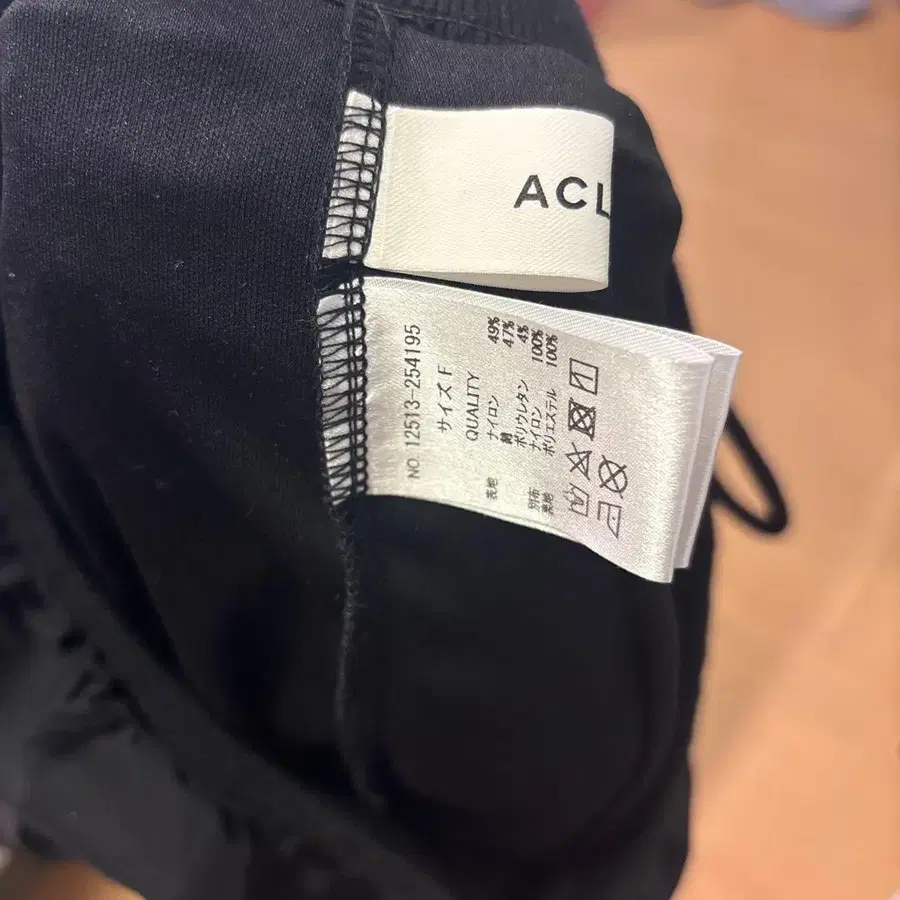 ACL
NO. 12513-254195
サイズ F
QUALITY
表地 ナイロン 49%
綿 47%
ポリウレタン 4%
別布 ナイロン 100%
裏地 ポリエステル 100%